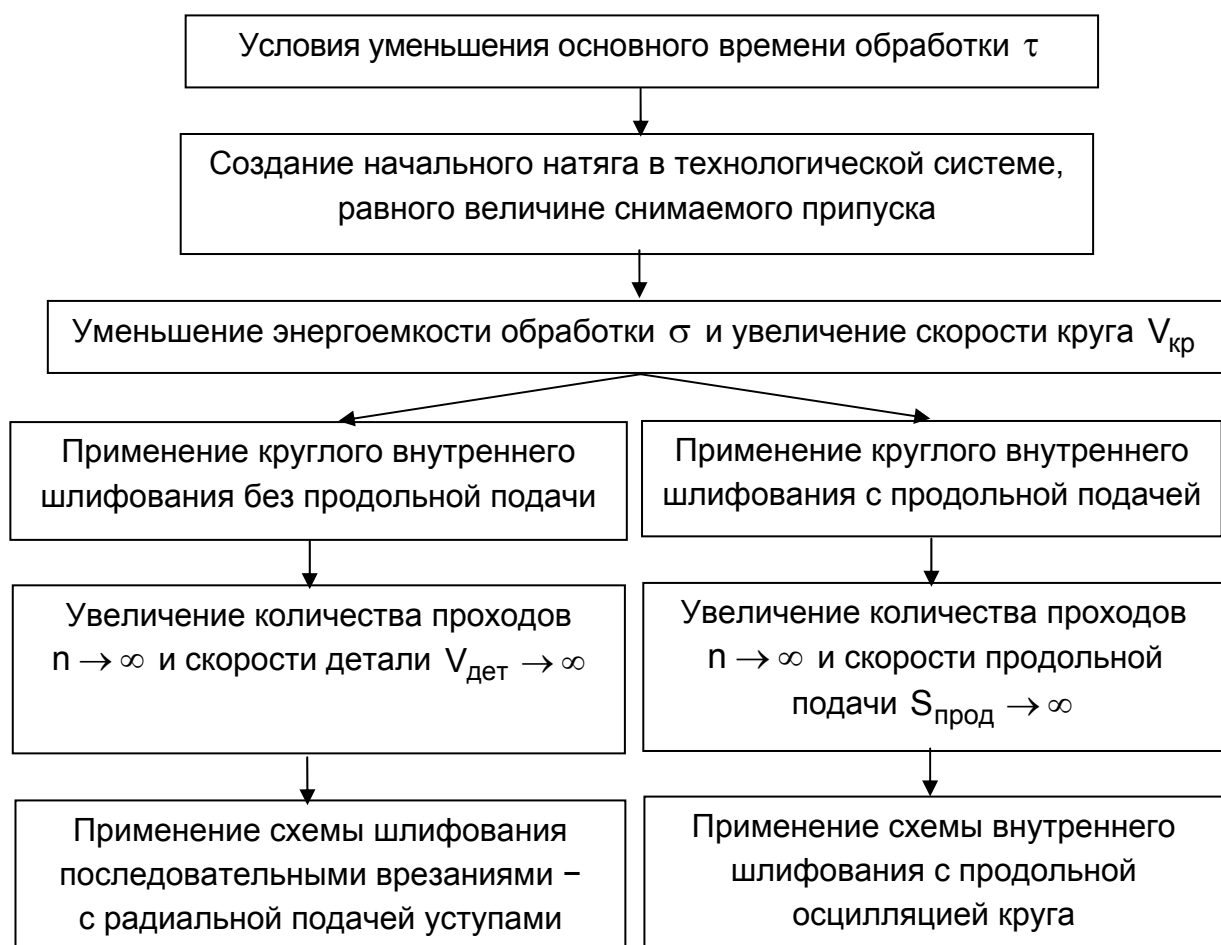 Условия уменьшения основного времени обработки τ
Создание начального натяга в технологической системе,
равного величине снимаемого припуска
Уменьшение энергоемкости обработки σ и увеличение скорости круга Vкр
Применение круглого внутреннего
шлифования без продольной подачи
Увеличение количества проходов
n → ∞ и скорости детали Vдет → ∞
Применение схемы шлифования
последовательными врезаниями −
с радиальной подачей уступами
Применение круглого внутреннего
шлифования с продольной подачей
Увеличение количества проходов
n → ∞ и скорости продольной
подачи Sпрод → ∞
Применение схемы внутреннего
шлифования с продольной
осцилляцией круга